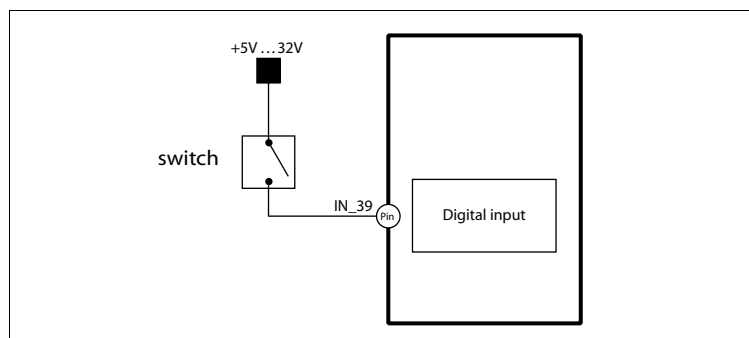 +5V ... 32V
switch
IN_39
Pin
Digital input